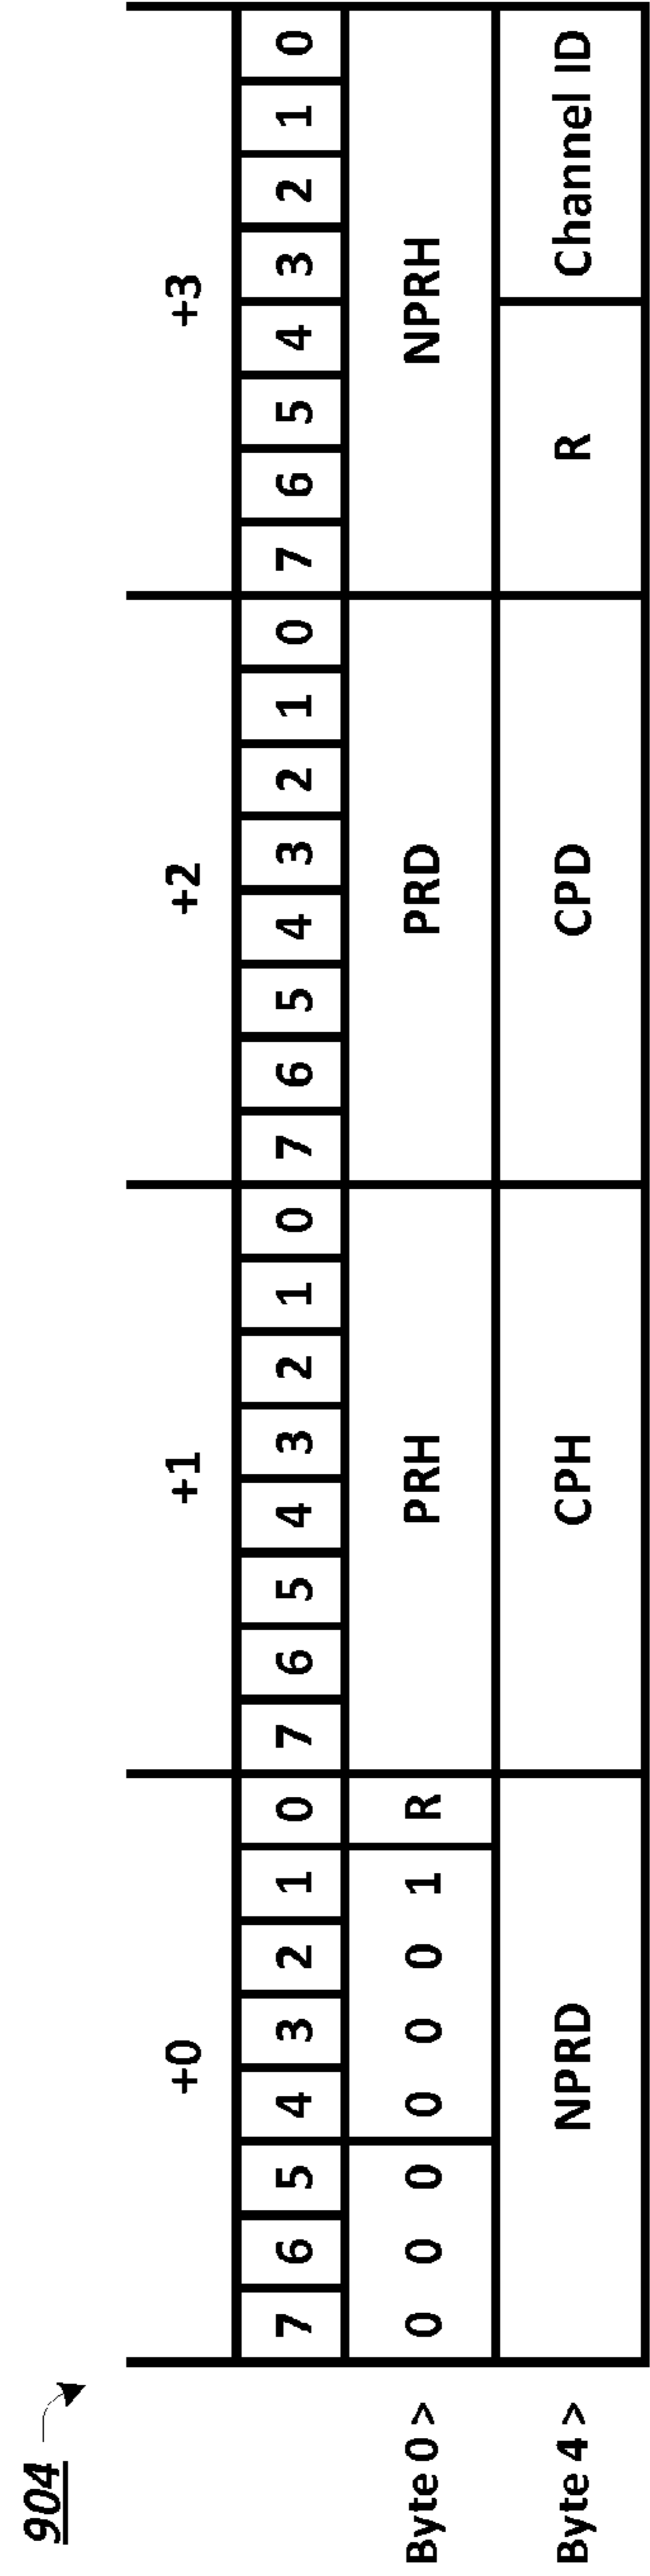 904
+0 +1 +2 +3
7 6 5 4 3 2 1 0 7 6 5 4 3 2 1 0 7 6 5 4 3 2 1 0 7 6 5 4 3 2 1 0
Byte 0 > 0 0 0 0 0 0 1 R PRH PRD NPRH
Byte 4 > NPRD CPH CPD R Channel ID